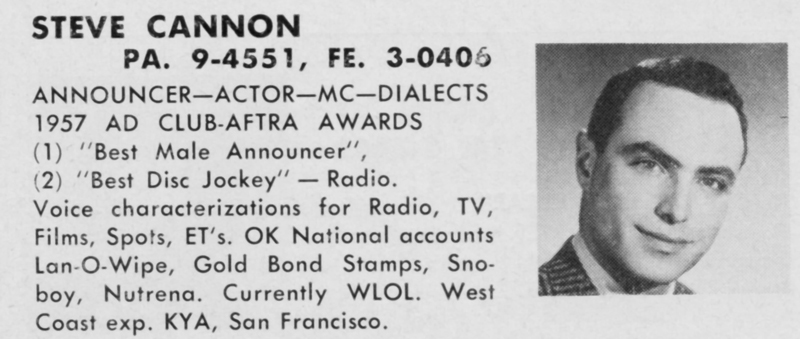 STEVE CANNON
PA. 9-4551, FE. 3-0406
ANNOUNCER—ACTOR—MC—DIALECTS
1957 AD CLUB-AFTRA AWARDS
(1) "Best Male Announcer",
(2) "Best Disc Jockey" — Radio.
Voice characterizations for Radio, TV,
Films, Spots, ET's. OK National accounts
Lan-O-Wipe, Gold Bond Stamps, Sno-
boy, Nutrena. Currently WLOL. West
Coast exp. KYA, San Francisco.